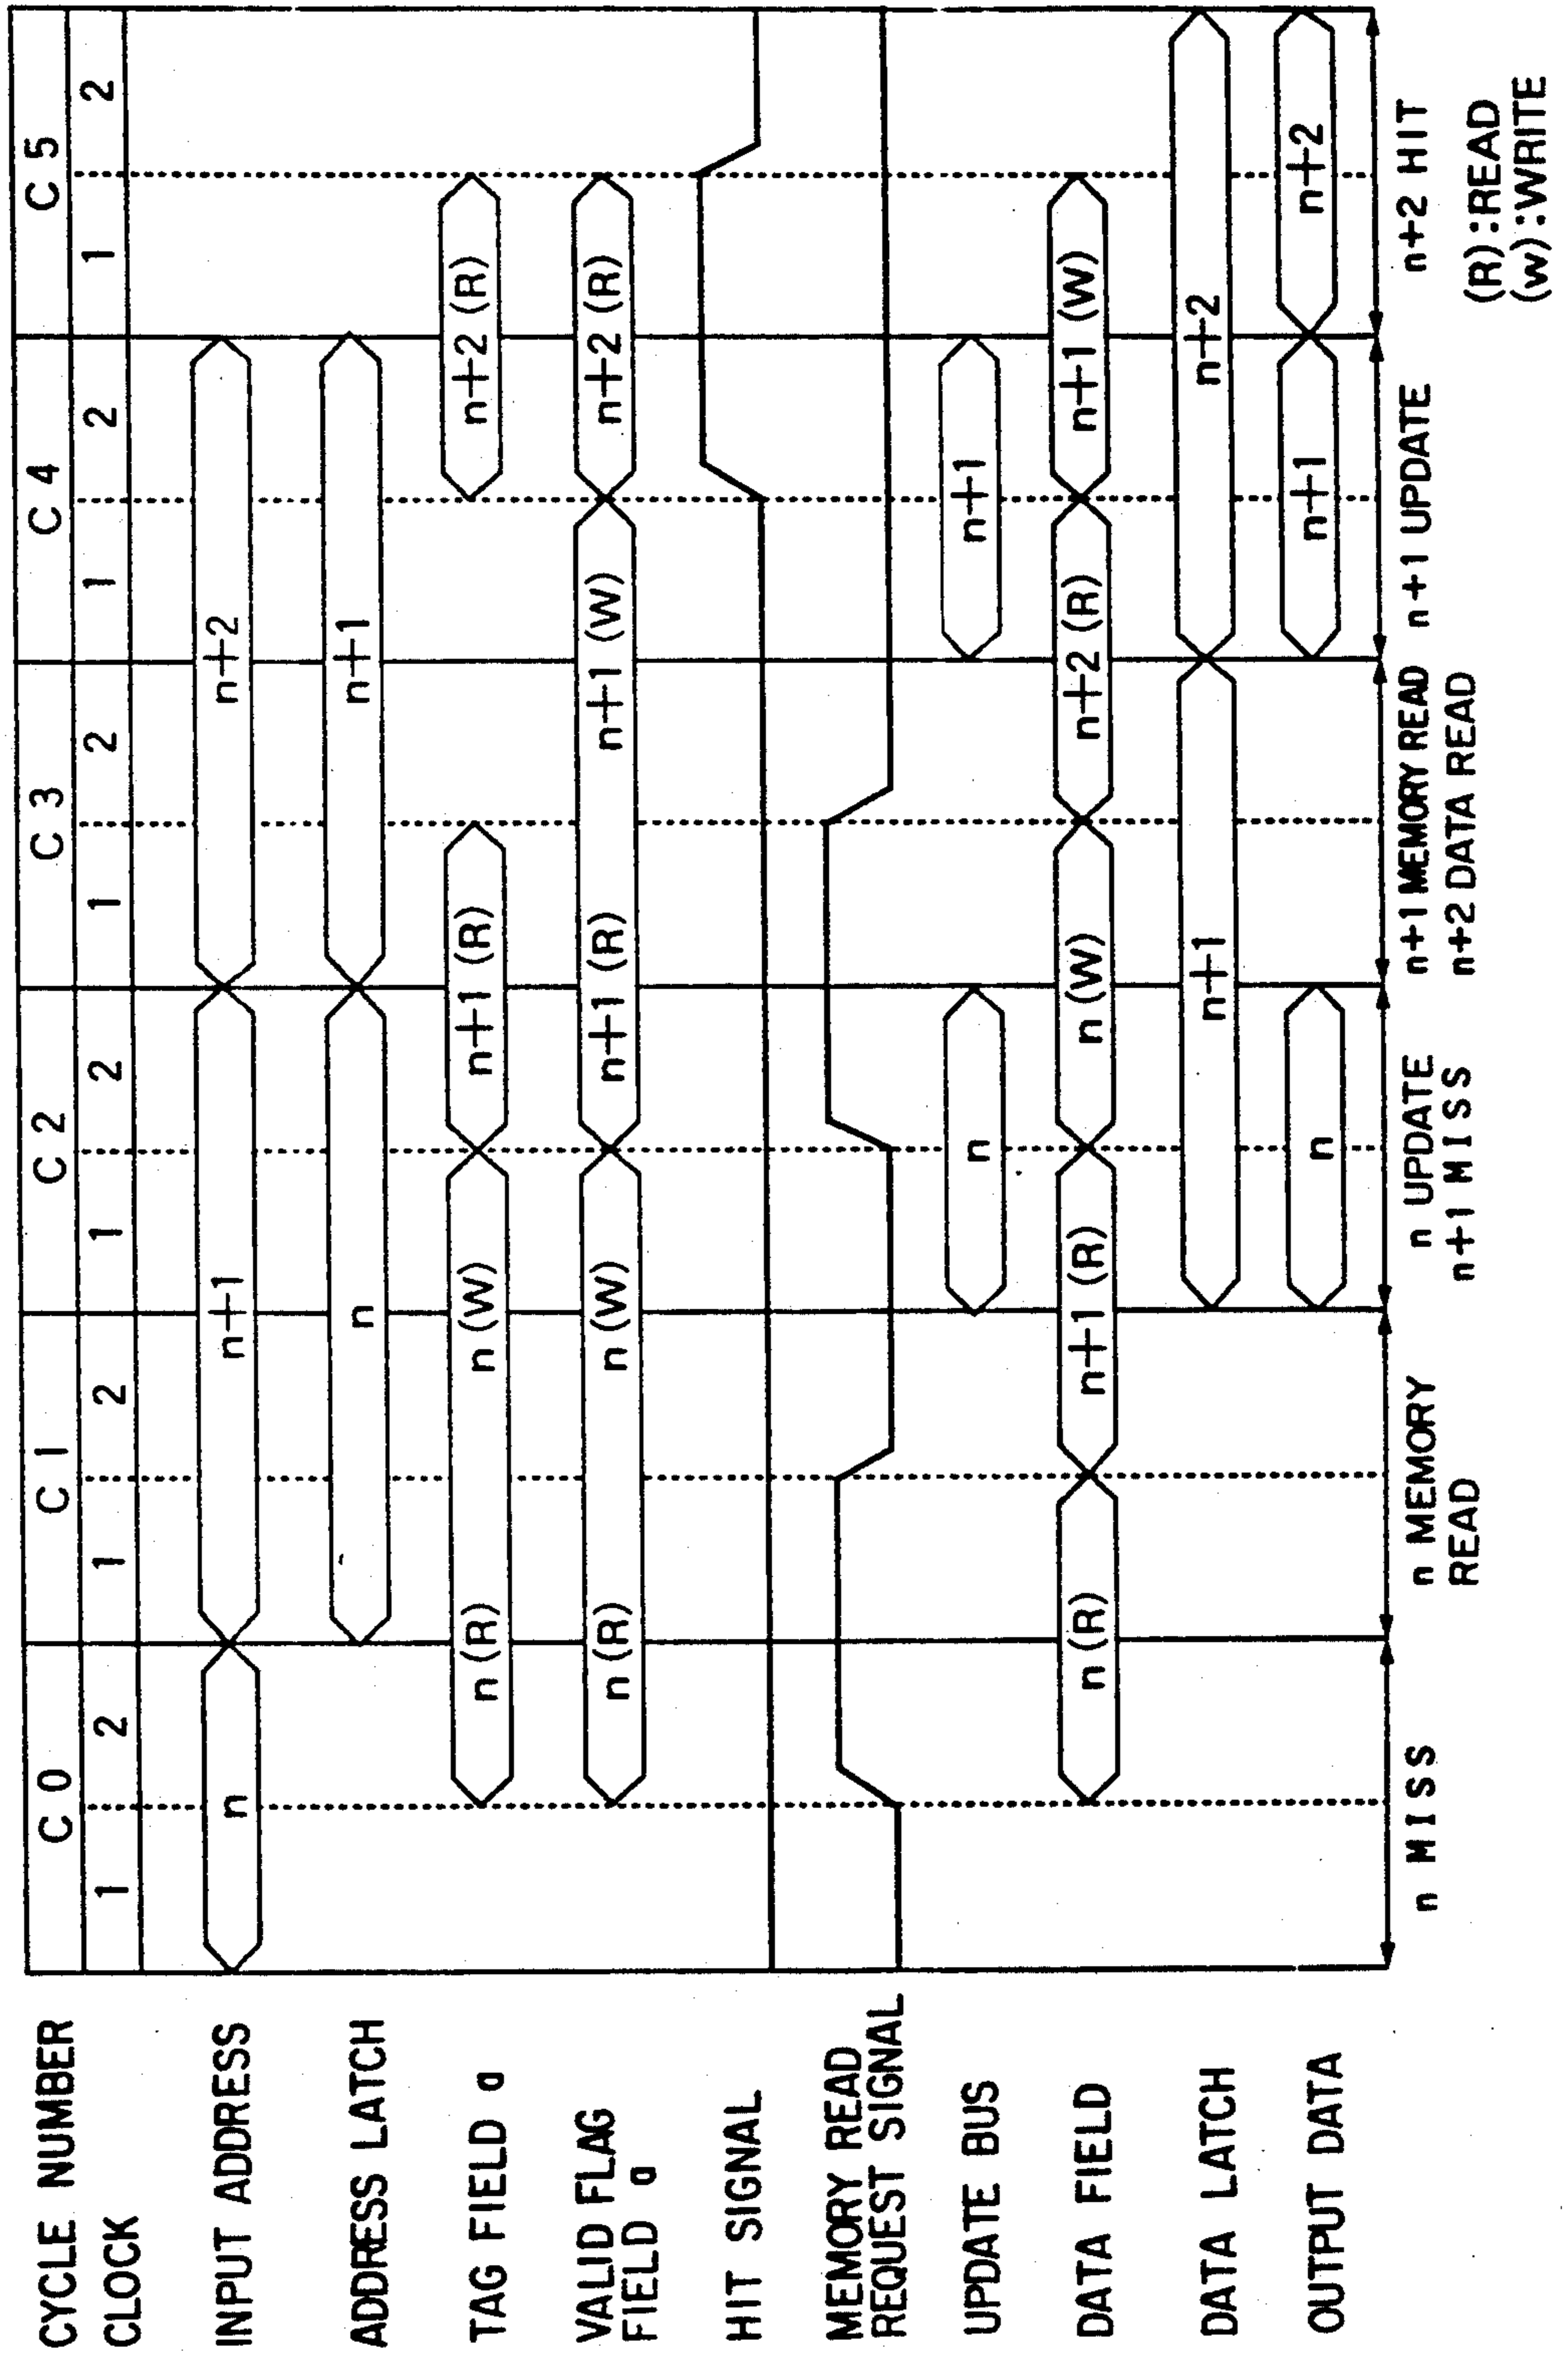 CYCLE NUMBER C 0 C 1 C 2 C 3 C 4 C 5
CLOCK 1 2 1 2 1 2 1 2 1 2 1 2
INPUT ADDRESS n n+1 n+2
ADDRESS LATCH n n+1
TAG FIELD a n (R) n (W) n+1 (R) n+2 (R)
VALID FLAG
FIELD a n (R) n (W) n+1 (R) n+1 (W) n+2 (R)
HIT SIGNAL
MEMORY READ
REQUEST SIGNAL
UPDATE BUS n n+1
DATA FIELD n (R) n+1 (R) n (W) n+2 (R) n+1 (W)
DATA LATCH n+1 n+2
OUTPUT DATA n n+1 n+2
n MISS
n MEMORY
READ
n UPDATE
n+1 MISS
n+1 MEMORY READ
n+2 DATA READ
n+1 UPDATE
n+2 HIT
(R) :READ
(w) :WRITE